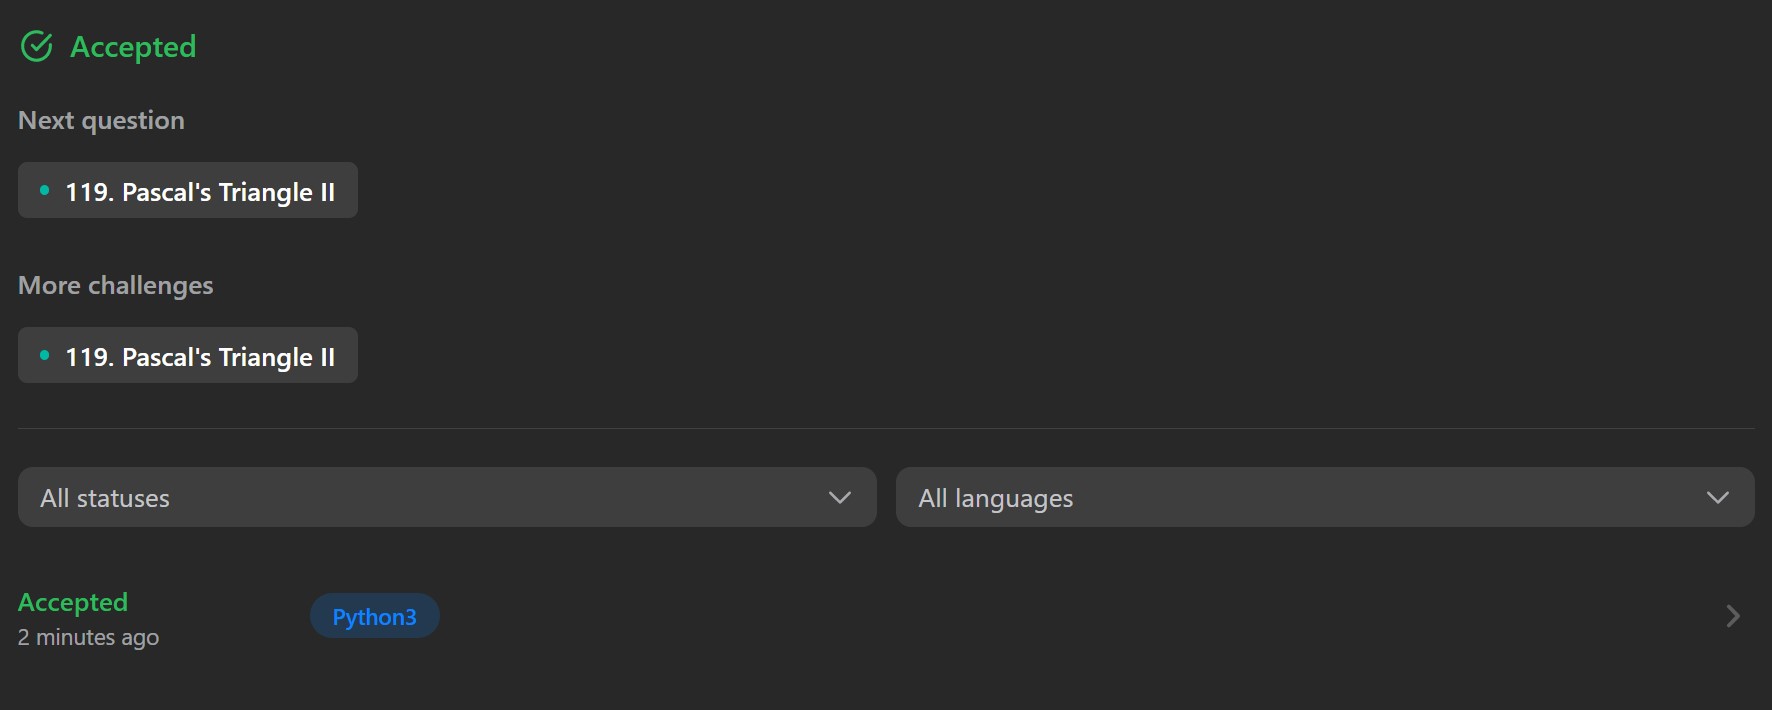 Accepted
Next question
119. Pascal's Triangle II
More challenges
119. Pascal's Triangle II
All statuses
All languages
Accepted
Python3
2 minutes ago